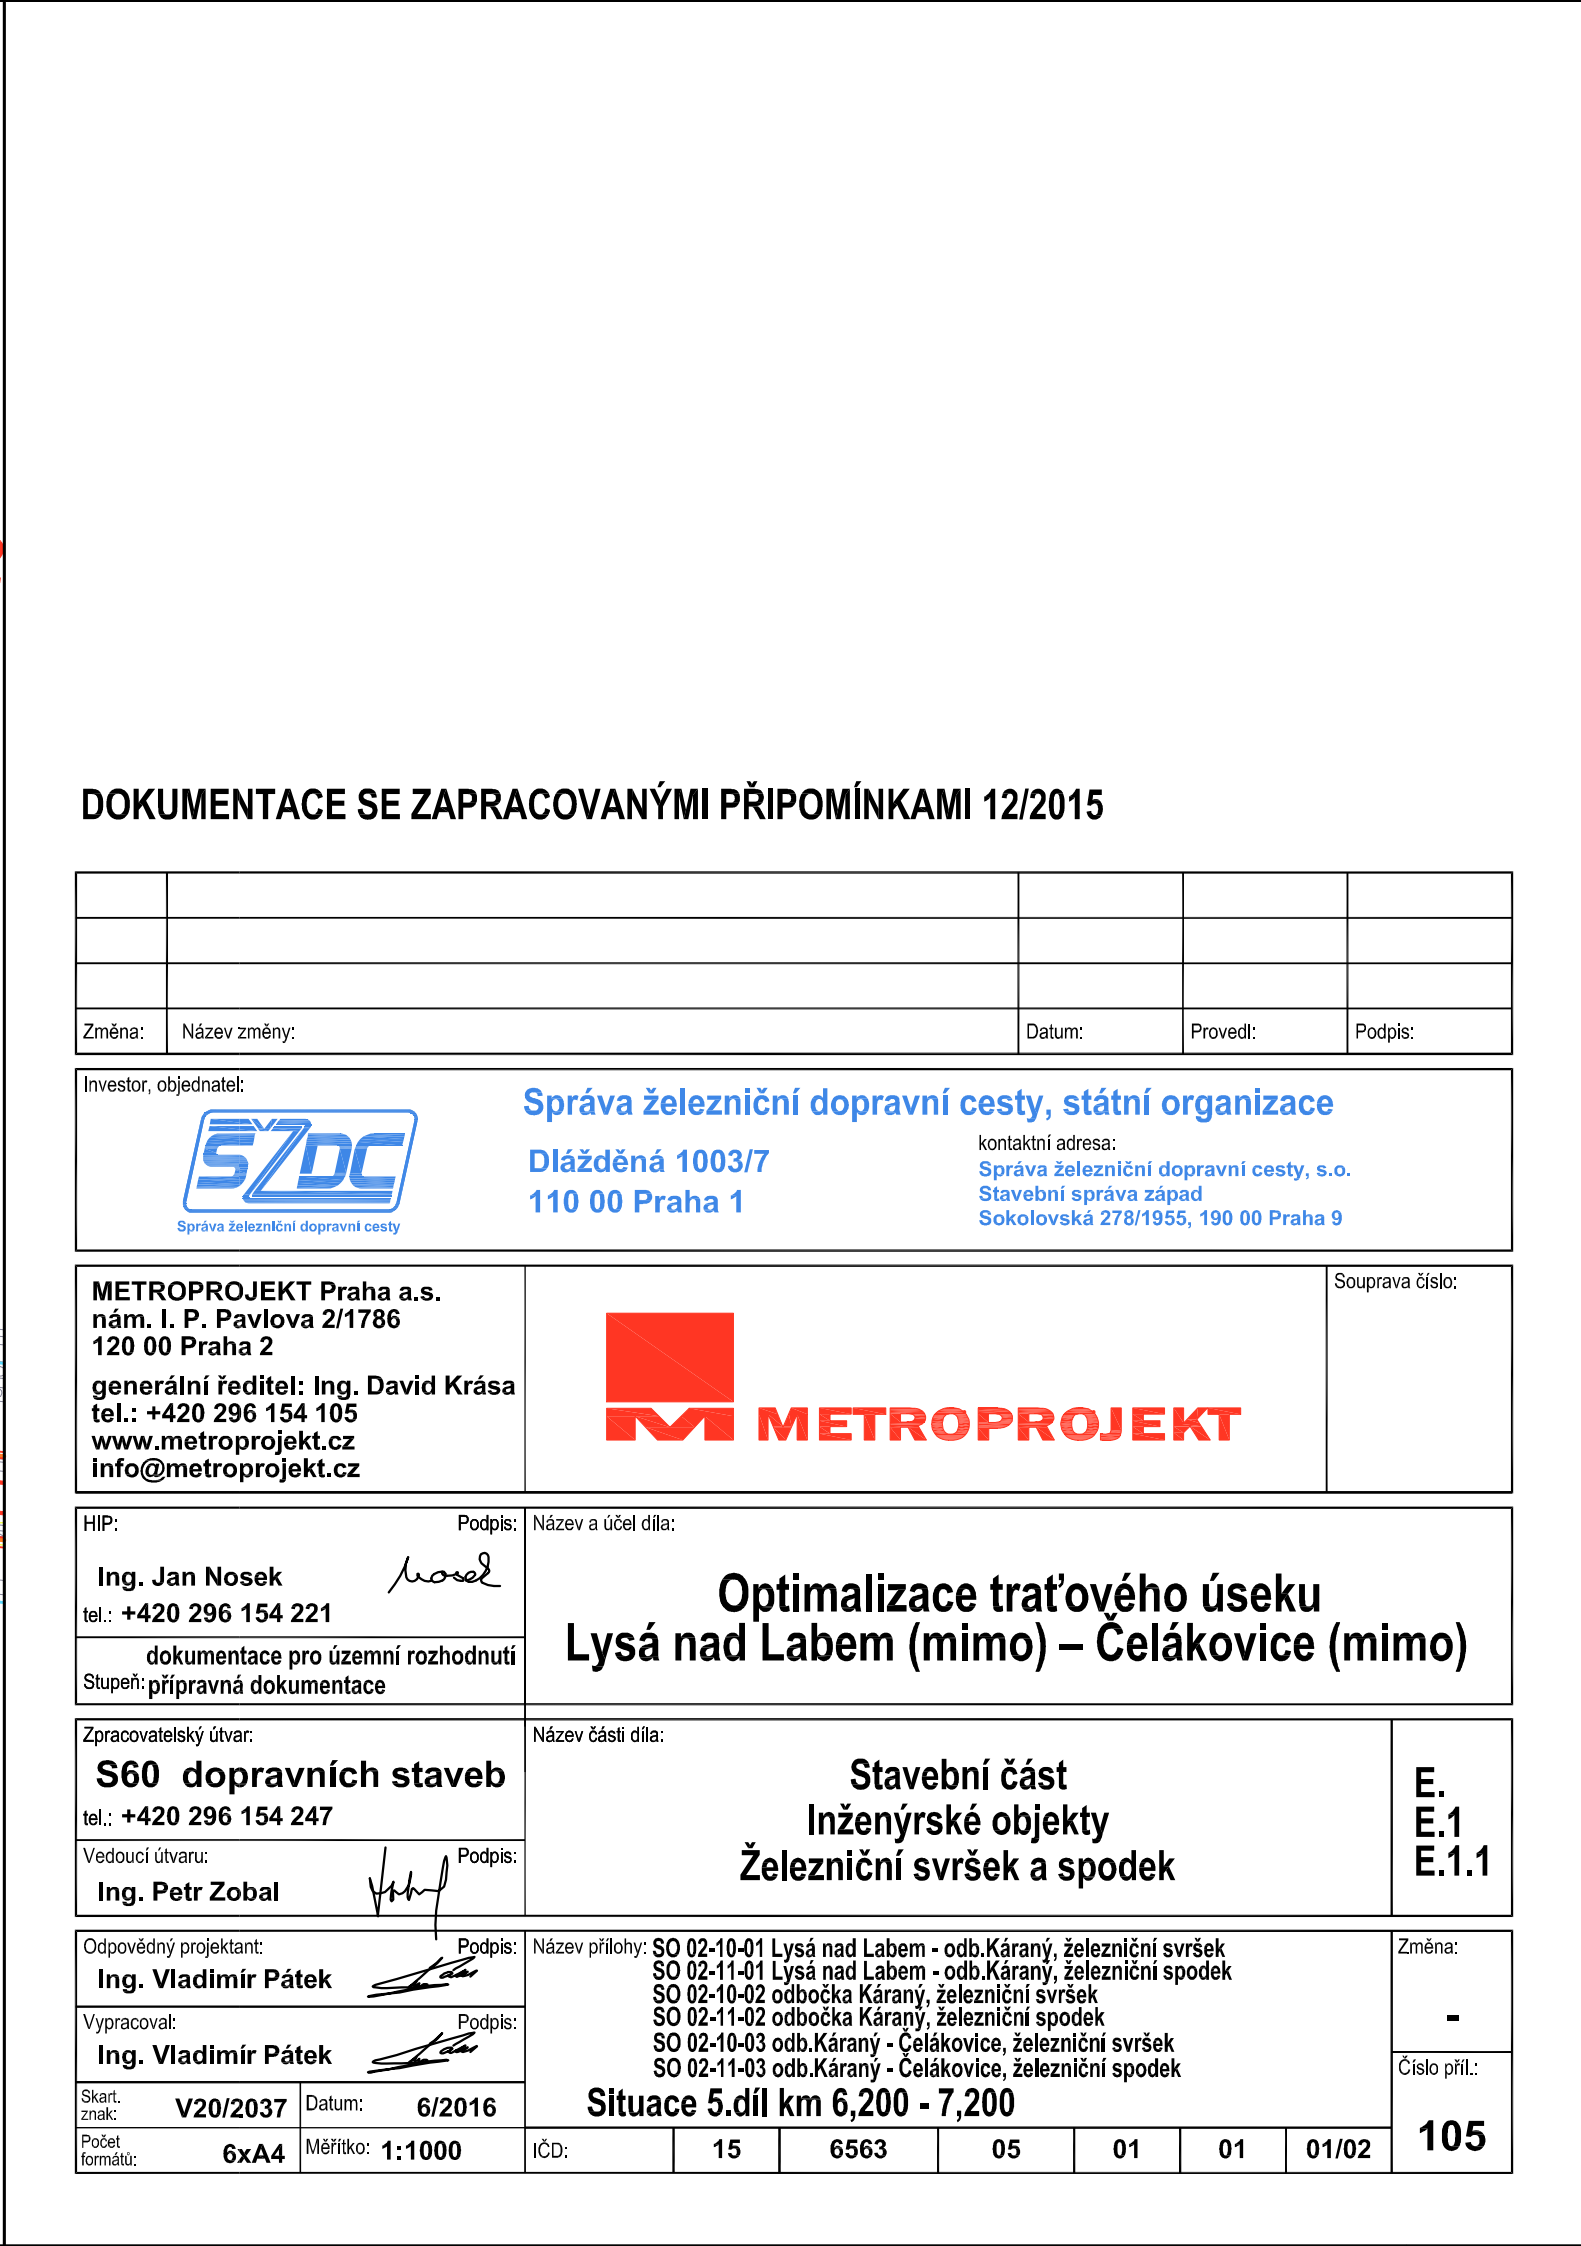 DOKUMENTACE SE ZAPRACOVANÝMI PŘIPOMÍNKAMI 12/2015
Změna: Název změny: Datum: Provedl: Podpis:
Investor, objednatel:
SŽDC
Správa železniční dopravní cesty
Správa železniční dopravní cesty, státní organizace
Dlážděná 1003/7
110 00 Praha 1
kontaktní adresa:
Správa železniční dopravní cesty, s.o.
Stavební správa západ
Sokolovská 278/1955, 190 00 Praha 9
METROPROJEKT Praha a.s.
nám. I. P. Pavlova 2/1786
120 00 Praha 2
generální ředitel: Ing. David Krása
tel.: +420 296 154 105
www.metroprojekt.cz
info@metroprojekt.cz
METROPROJEKT
Souprava číslo:
HIP: Podpis:
Ing. Jan Nosek Nosek
tel.: +420 296 154 221
dokumentace pro územní rozhodnutí
Stupeň: přípravná dokumentace
Název a účel díla:
Optimalizace traťového úseku
Lysá nad Labem (mimo) – Čelákovice (mimo)
Zpracovatelský útvar:
S60 dopravních staveb
tel.: +420 296 154 247
Vedoucí útvaru: Podpis:
Ing. Petr Zobal
Název části díla:
Stavební část
Inženýrské objekty
Železniční svršek a spodek
E.
E.1
E.1.1
Odpovědný projektant: Podpis:
Ing. Vladimír Pátek
Vypracoval: Podpis:
Ing. Vladimír Pátek
Skart. znak: V20/2037 Datum: 6/2016
Počet formátů: 6xA4 Měřítko: 1:1000
Název přílohy: SO 02-10-01 Lysá nad Labem - odb.Káraný, železniční svršek
SO 02-11-01 Lysá nad Labem - odb.Káraný, železniční spodek
SO 02-10-02 odbočka Káraný, železniční svršek
SO 02-11-02 odbočka Káraný, železniční spodek
SO 02-10-03 odb.Káraný - Čelákovice, železniční svršek
SO 02-11-03 odb.Káraný - Čelákovice, železniční spodek
Situace 5.díl km 6,200 - 7,200
IČD: 15 6563 05 01 01 01/02
Změna:
-
Číslo příl.:
105